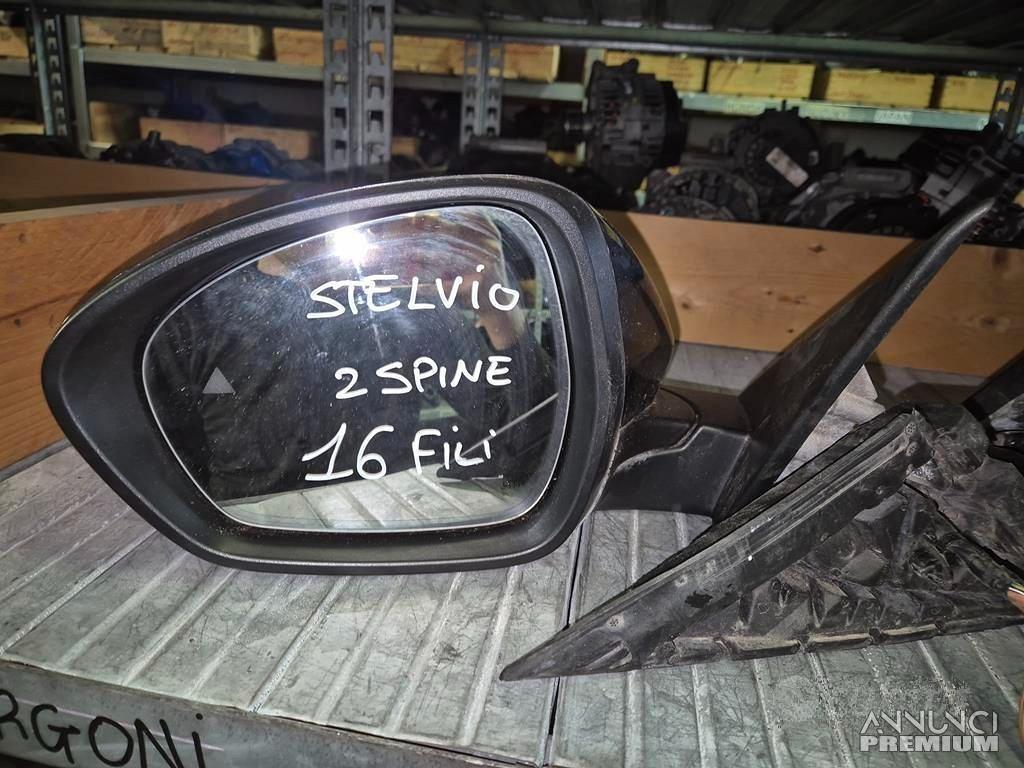 STELVIO
2 SPINE
16 FILI
RGONI
ANNUNCI
PREMIUM